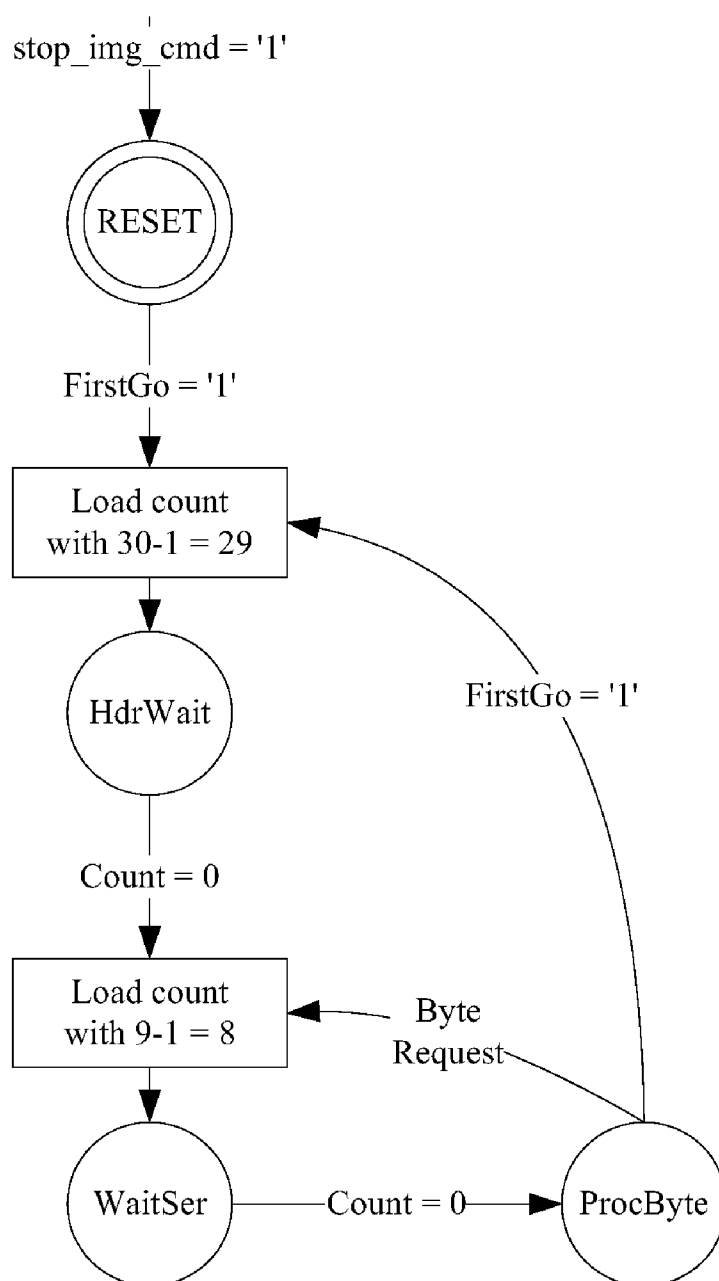 stop_img_cmd = '1'
RESET
FirstGo = '1'
Load count
with 30-1 = 29
HdrWait
FirstGo = '1'
Count = 0
Load count
with 9-1 = 8
Byte
Request
WaitSer
Count = 0
ProcByte